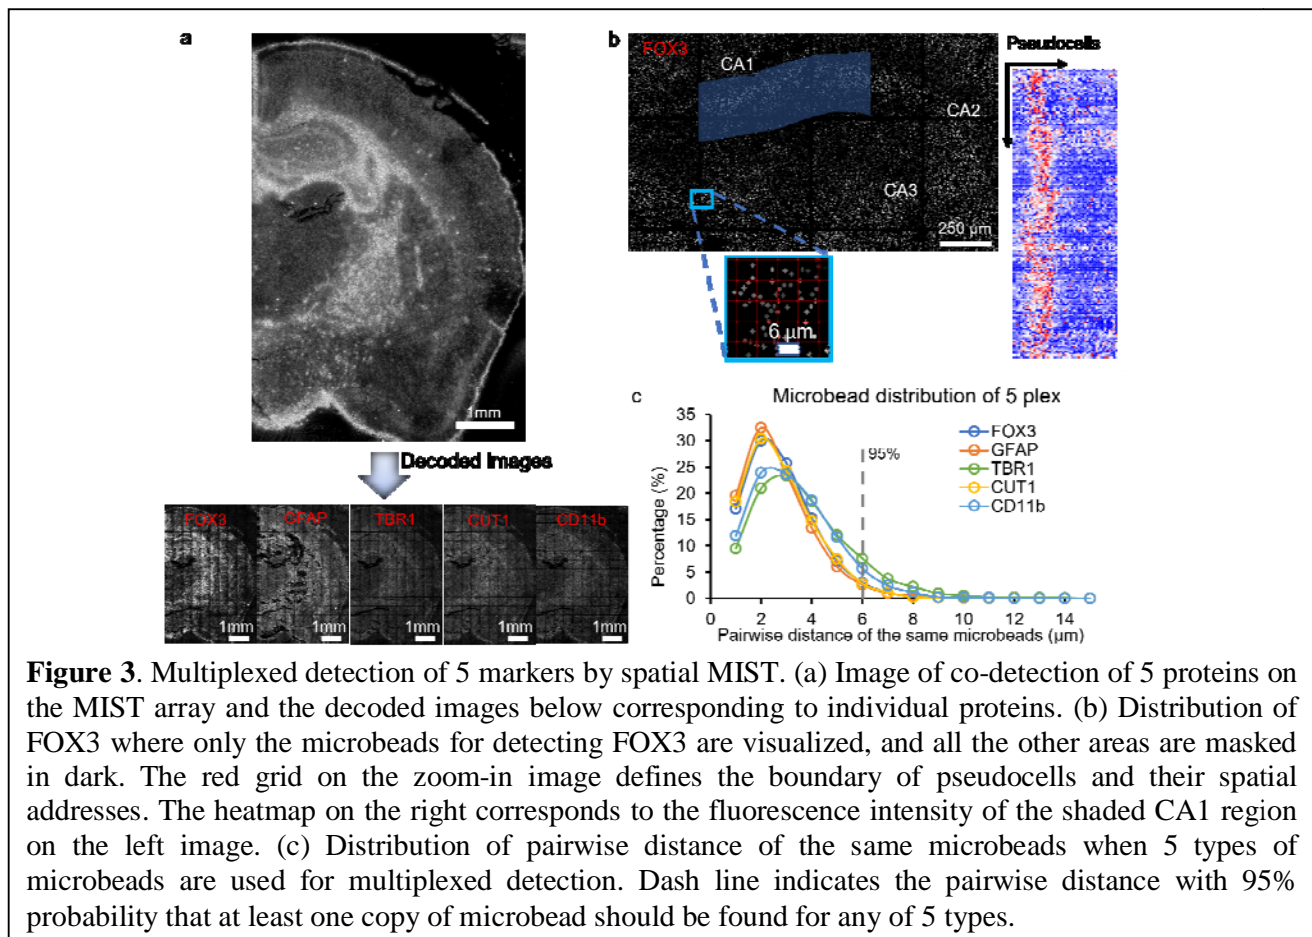 a
1mm
Decoded Images
FOX3
GFAP
TBR1
CUT1
CD11b
1mm
1mm
1mm
1mm
1mm
b
FOX3
CA1
CA2
CA3
250 µm
6 µm
Pseudocells
c
Microbead distribution of 5 plex
Percentage (%)
35
30
25
20
15
10
5
0
0 2 4 6 8 10 12 14 16
Pairwise distance of the same microbeads (µm)
95%
FOX3
GFAP
TBR1
CUT1
CD11b
Figure 3. Multiplexed detection of 5 markers by spatial MIST. (a) Image of co-detection of 5 proteins on
the MIST array and the decoded images below corresponding to individual proteins. (b) Distribution of
FOX3 where only the microbeads for detecting FOX3 are visualized, and all the other areas are masked
in dark. The red grid on the zoom-in image defines the boundary of pseudocells and their spatial
addresses. The heatmap on the right corresponds to the fluorescence intensity of the shaded CA1 region
on the left image. (c) Distribution of pairwise distance of the same microbeads when 5 types of
microbeads are used for multiplexed detection. Dash line indicates the pairwise distance with 95%
probability that at least one copy of microbead should be found for any of 5 types.